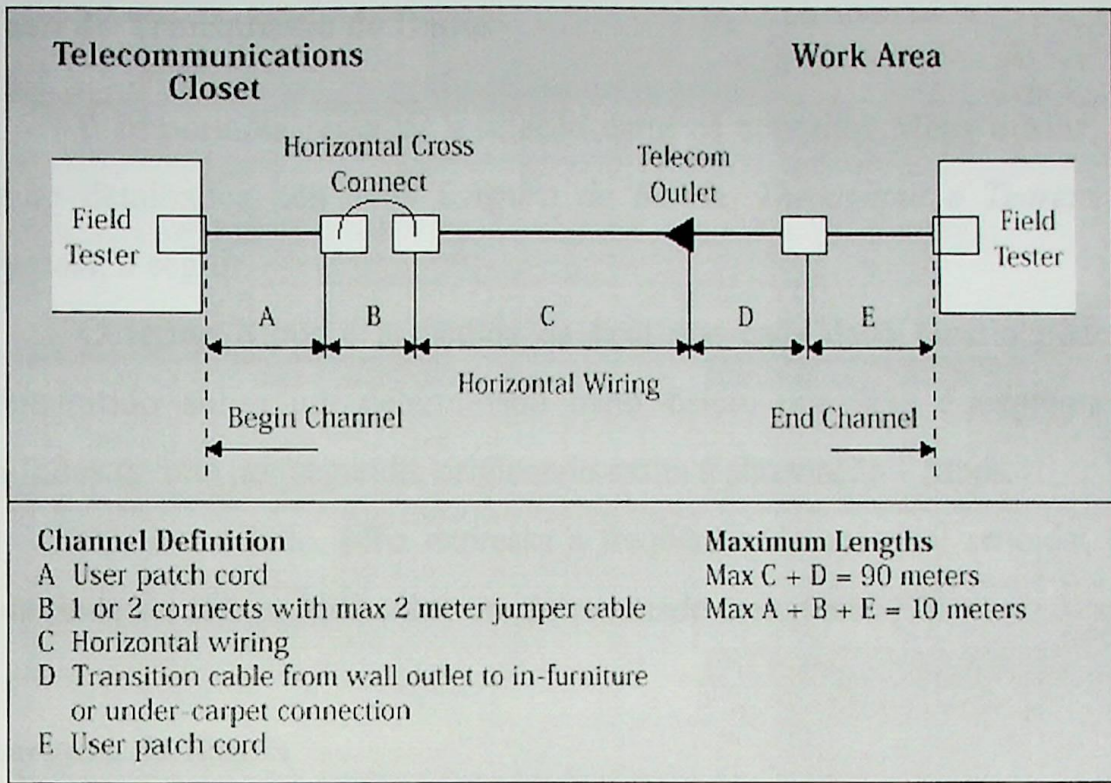 Telecommunications
Closet
Work Area
Horizontal Cross
Connect
Telecom
Outlet
Field
Tester
Field
Tester
A
B
C
D
E
Horizontal Wiring
Begin Channel
End Channel
Channel Definition
A User patch cord
B 1 or 2 connects with max 2 meter jumper cable
C Horizontal wiring
D Transition cable from wall outlet to in-furniture
or under-carpet connection
E User patch cord
Maximum Lengths
Max C + D = 90 meters
Max A + B + E = 10 meters